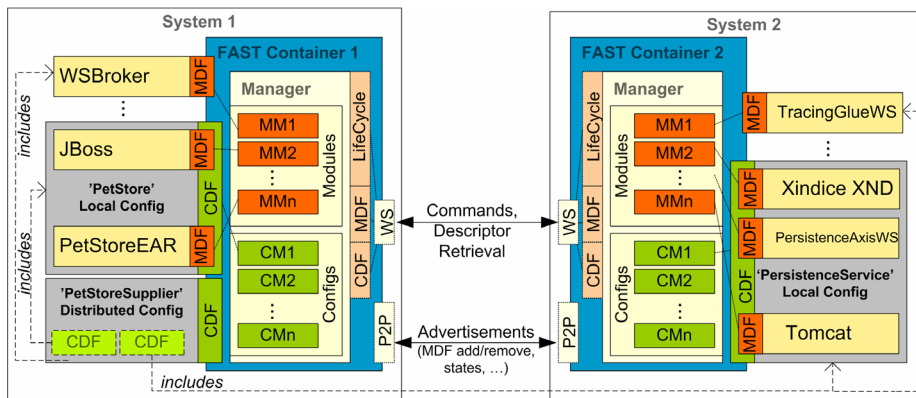 System 1
FAST Container 1
WSBroker
MDF
includes
JBoss
MDF
'PetStore'
Local Config
CDF
PetStoreEAR
MDF
includes
'PetStoreSupplier'
Distributed Config
CDF
CDF
CDF
includes
Manager
MM1
MM2
MMn
Modules
CM1
CM2
CMn
Configs
LifeCycle
MDF
CDF
WS
P2P
Commands,
Descriptor
Retrieval
Advertisements
(MDF add/remove,
states, ...)
System 2
FAST Container 2
WS
P2P
LifeCycle
MDF
CDF
Manager
Modules
MM1
MM2
MMn
Configs
CM1
CM2
CMn
MDF
TracingGlueWS
MDF
Xindice XND
MDF
PersistenceAxisWS
CDF
'PersistenceService'
Local Config
MDF
Tomcat